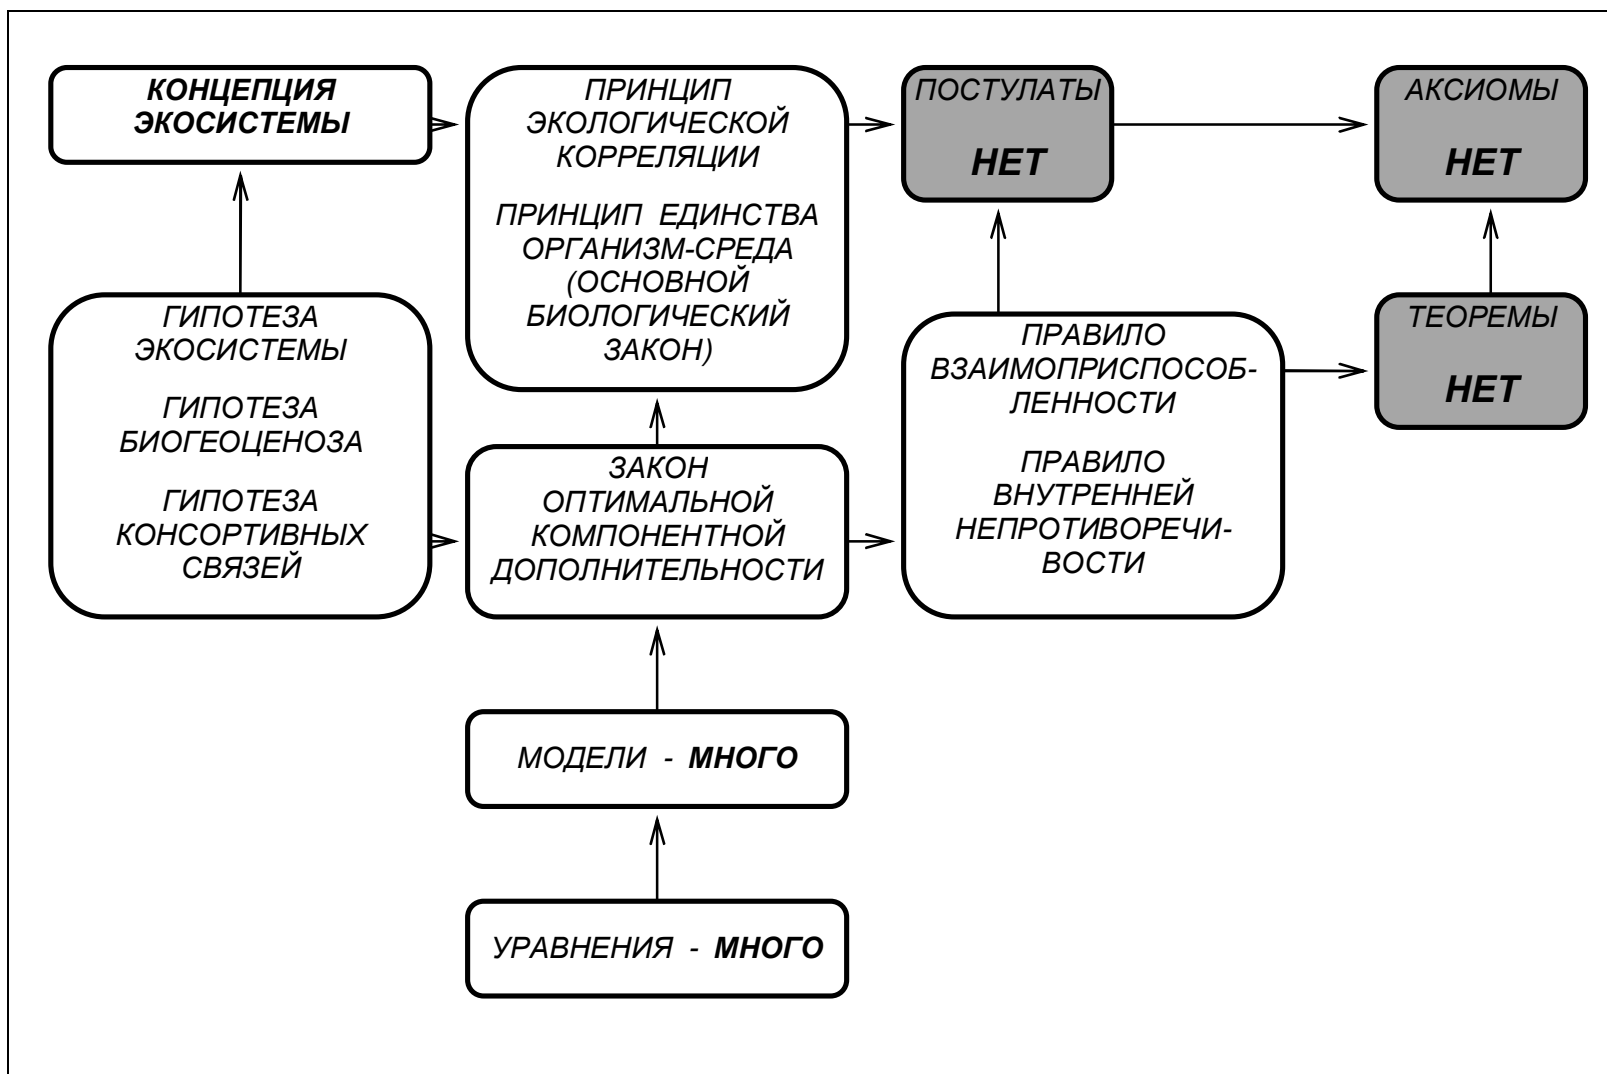 КОНЦЕПЦИЯ
ЭКОСИСТЕМЫ
ПРИНЦИП
ЭКОЛОГИЧЕСКОЙ
КОРРЕЛЯЦИИ
ПРИНЦИП ЕДИНСТВА
ОРГАНИЗМ-СРЕДА
(ОСНОВНОЙ
БИОЛОГИЧЕСКИЙ
ЗАКОН)
ПОСТУЛАТЫ
НЕТ
АКСИОМЫ
НЕТ
ГИПОТЕЗА
ЭКОСИСТЕМЫ
ГИПОТЕЗА
БИОГЕОЦЕНОЗА
ГИПОТЕЗА
КОНСОРТИВНЫХ
СВЯЗЕЙ
ЗАКОН
ОПТИМАЛЬНОЙ
КОМПОНЕНТНОЙ
ДОПОЛНИТЕЛЬНОСТИ
ПРАВИЛО
ВЗАИМОПРИСПОСОБ-
ЛЕННОСТИ
ПРАВИЛО
ВНУТРЕННЕЙ
НЕПРОТИВОРЕЧИ-
ВОСТИ
ТЕОРЕМЫ
НЕТ
МОДЕЛИ - МНОГО
УРАВНЕНИЯ - МНОГО